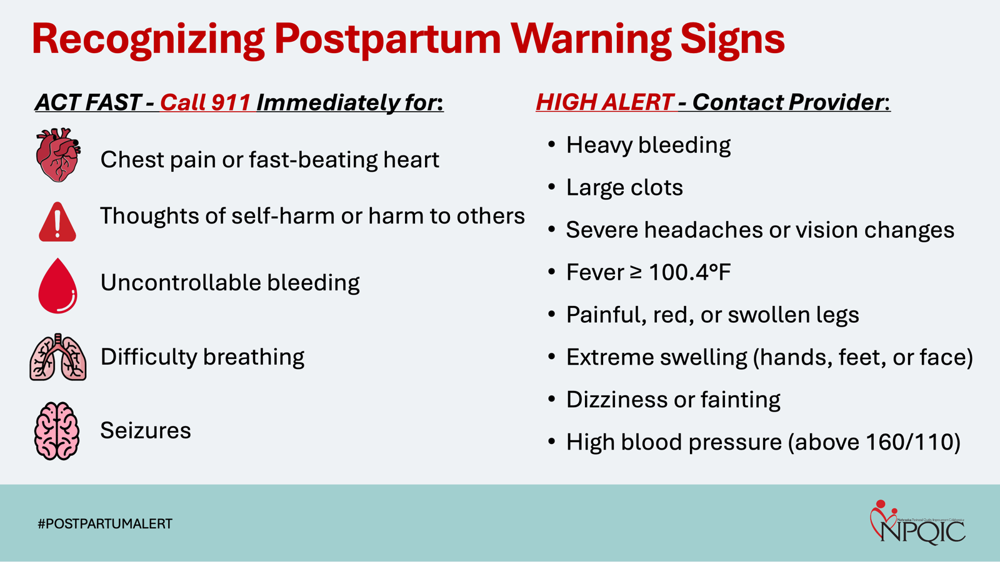 Recognizing Postpartum Warning Signs
ACT FAST - Call 911 Immediately for:
Chest pain or fast-beating heart
Thoughts of self-harm or harm to others
Uncontrollable bleeding
Difficulty breathing
Seizures
HIGH ALERT - Contact Provider:
• Heavy bleeding
• Large clots
• Severe headaches or vision changes
• Fever ≥ 100.4°F
• Painful, red, or swollen legs
• Extreme swelling (hands, feet, or face)
• Dizziness or fainting
• High blood pressure (above 160/110)
#POSTPARTUMALERT
Nebraska Perinatal Quality Improvement Collaborative
NPQIC